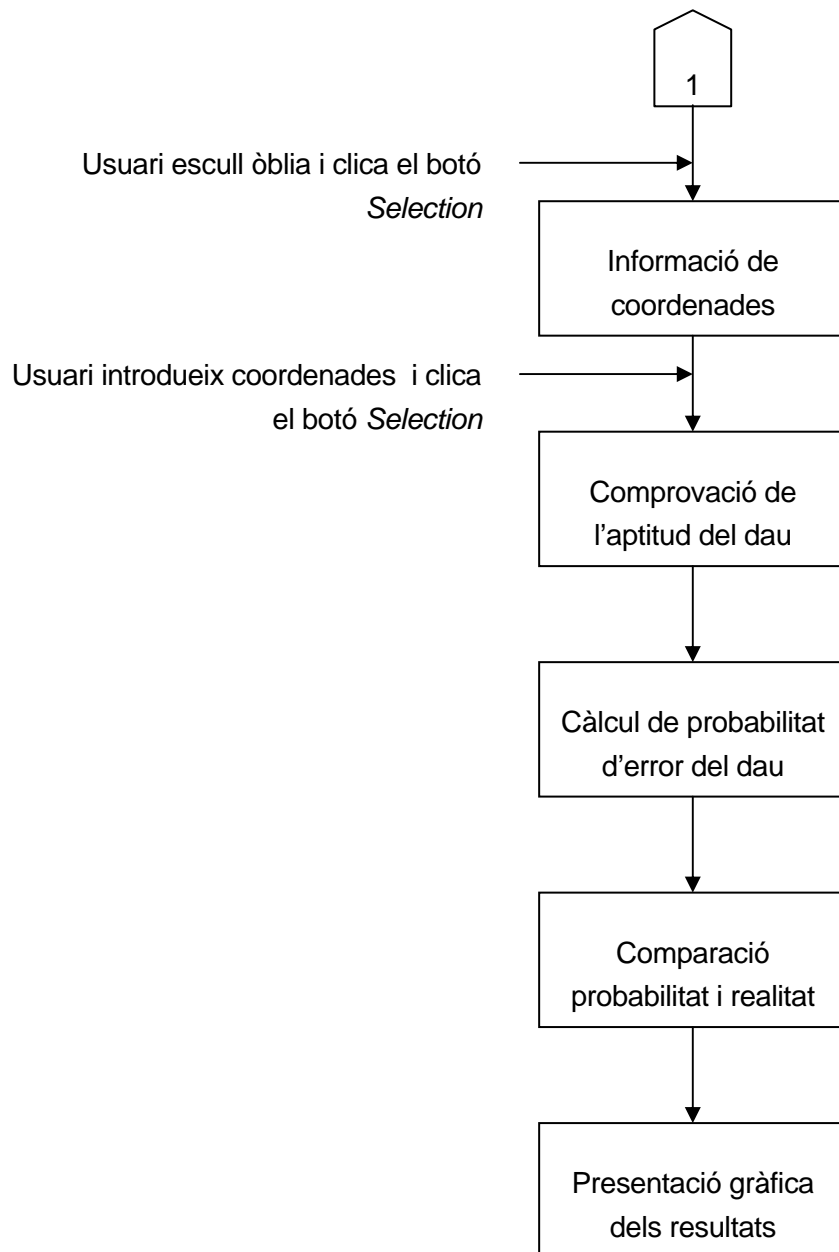 1
Usuari escull òblia i clica el botó
Selection
Informació de
coordenades
Usuari introdueix coordenades i clica
el botó Selection
Comprovació de
l’aptitud del dau
Càlcul de probabilitat
d’error del dau
Comparació
probabilitat i realitat
Presentació gràfica
dels resultats